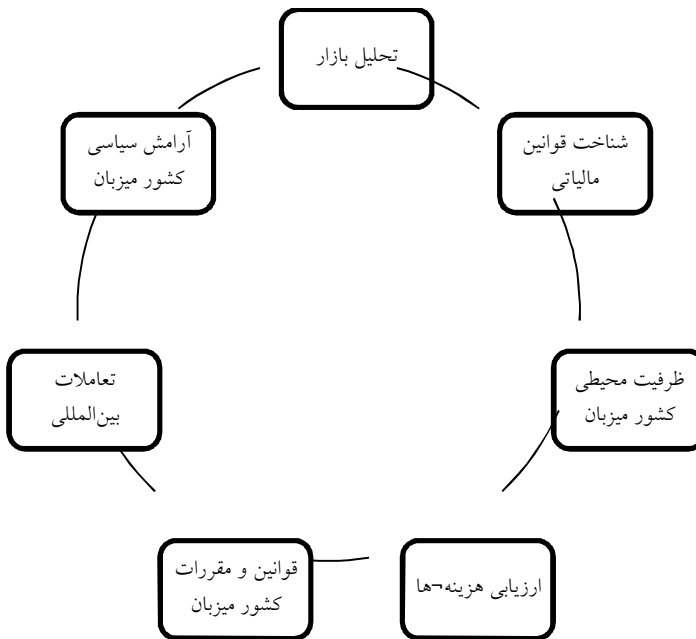 تحلیل بازار
شناخت قوانین
مالیاتی
ظرفیت محیطی
کشور میزبان
ارزیابی هزینه¬ها
قوانین و مقررات
کشور میزبان
تعاملات
بین‌المللی
آرامش سیاسی
کشور میزبان